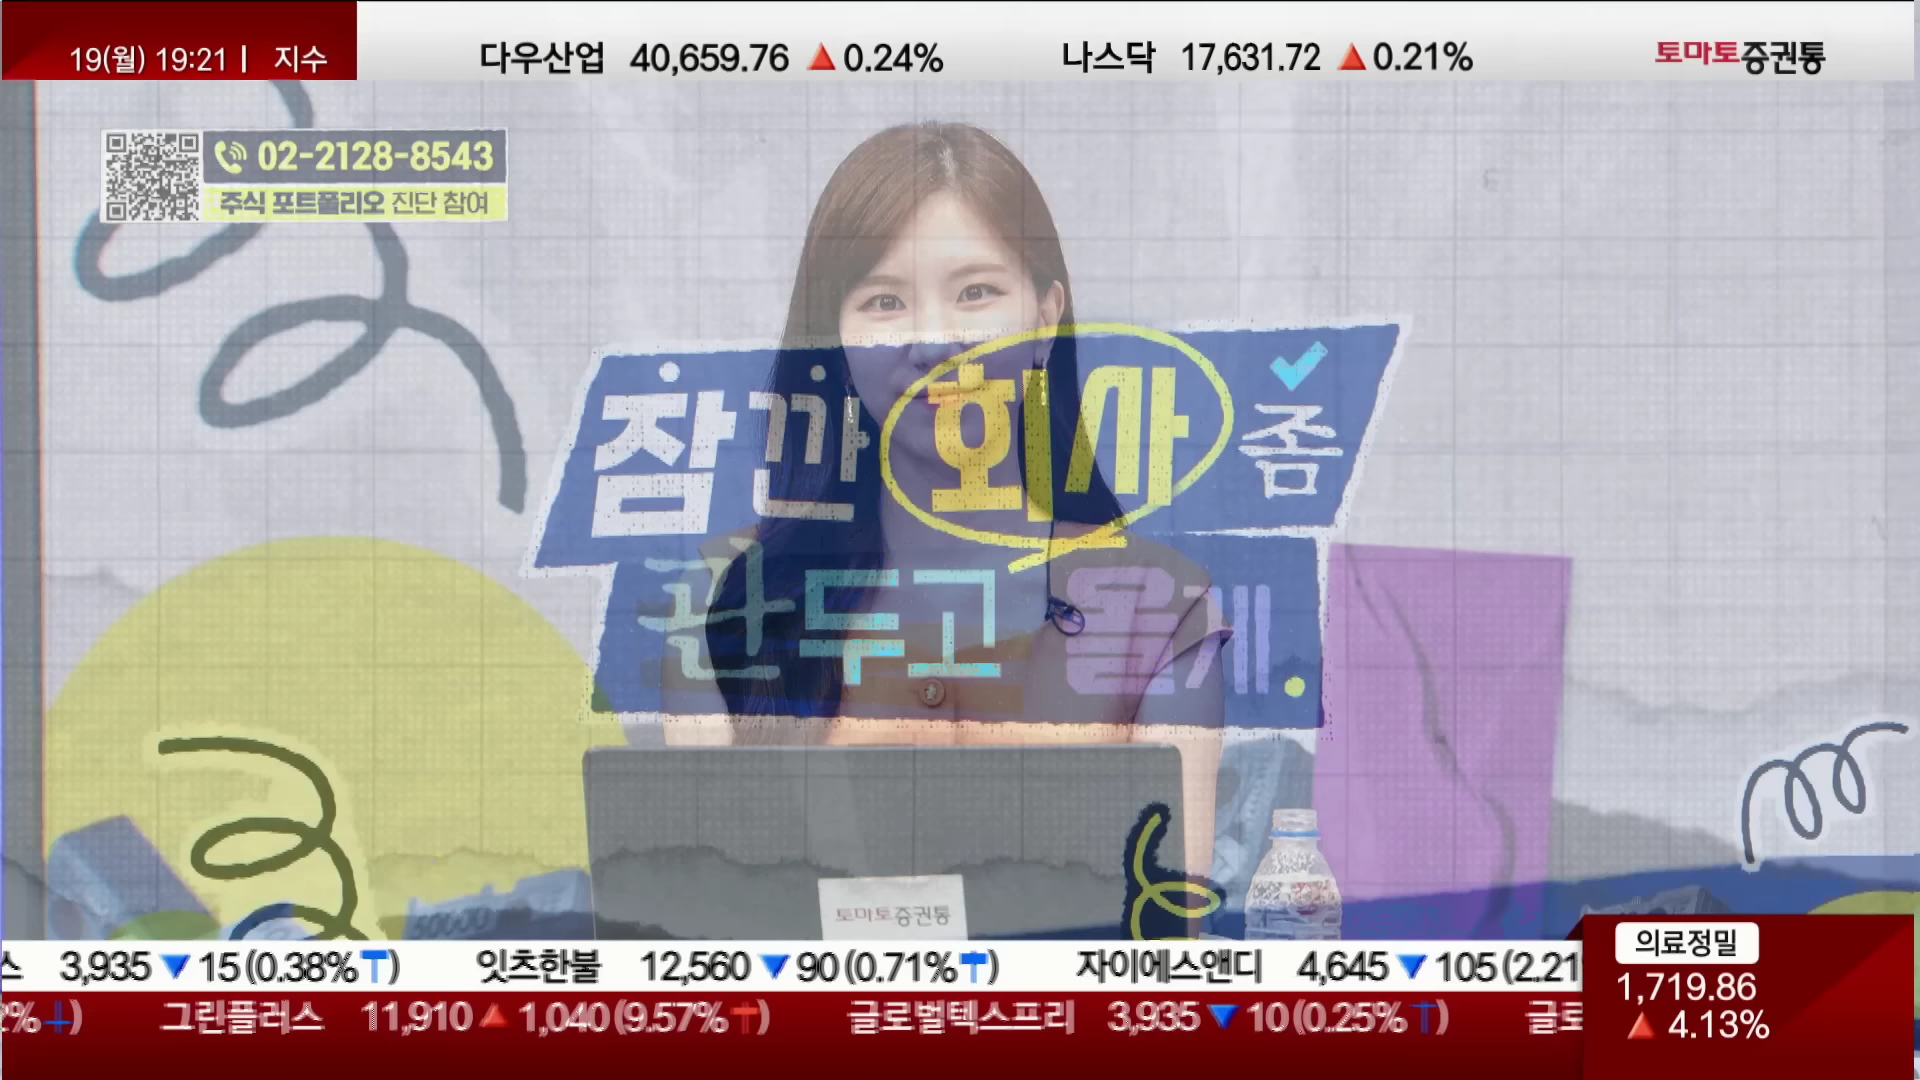 19(월) 19:21 | 지수
다우산업 40,659.76 ▲0.24%
나스닥 17,631.72 ▲0.21%
토마토증권통
02-2128-8543
주식 포트폴리오 진단 참여
잠깐 회사 좀
관두고 올게.
토마토증권통
스 3,935 ▼15(0.38%)
잇츠한불 12,560 ▼90(0.71%)
자이에스앤디 4,645 ▼105(2.21
2%)
그린플러스 11,910 ▲1,040(9.57%)
글로벌텍스프리 3,935 ▼10(0.25%)
글로
의료정밀
1,719.86
▲ 4.13%